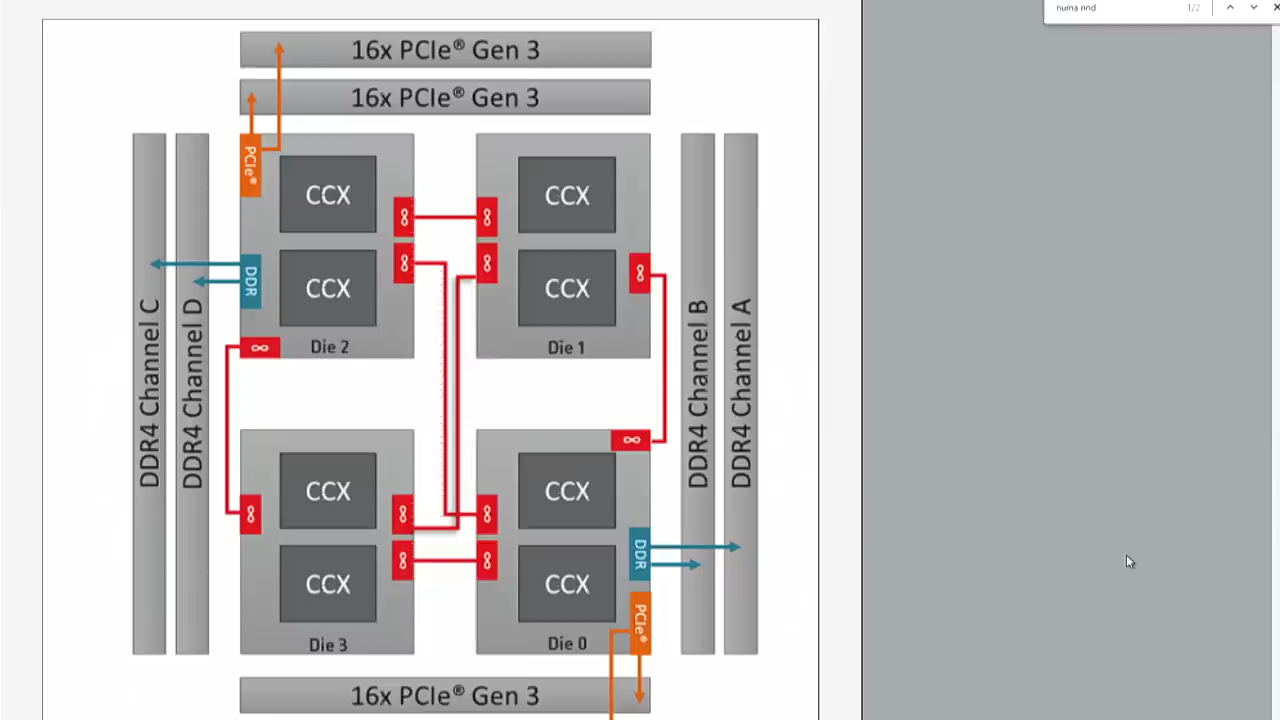 numa nnd 1/2
16x PCIe® Gen 3
16x PCIe® Gen 3
PCIe®
CCX
CCX
∞
∞
∞
∞
CCX
CCX
∞
DDR
DDR4 Channel C
DDR4 Channel D
DDR4 Channel B
DDR4 Channel A
∞
Die 2
Die 1
∞
CCX
CCX
∞
∞
∞
DDR
∞
∞
CCX
CCX
PCIe®
Die 3
Die 0
16x PCIe® Gen 3